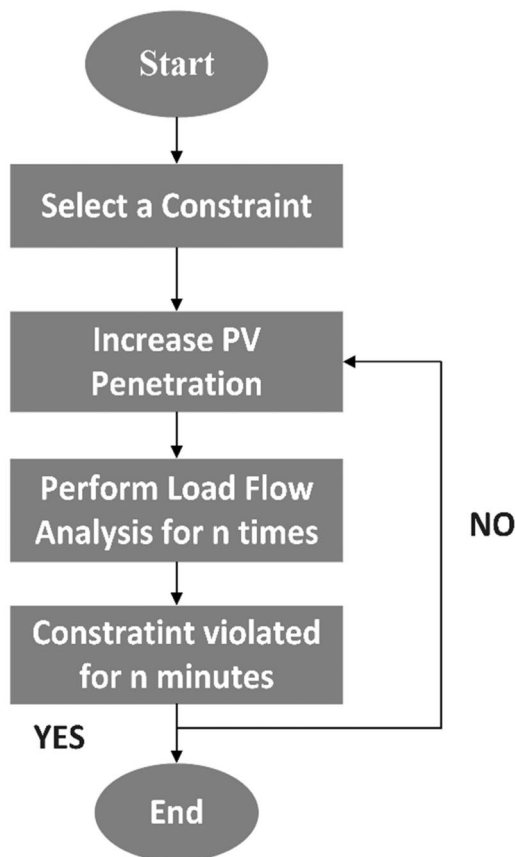 Start
Select a Constraint
Increase PV
Penetration
Perform Load Flow
Analysis for n times
NO
Constratint violated
for n minutes
YES
End